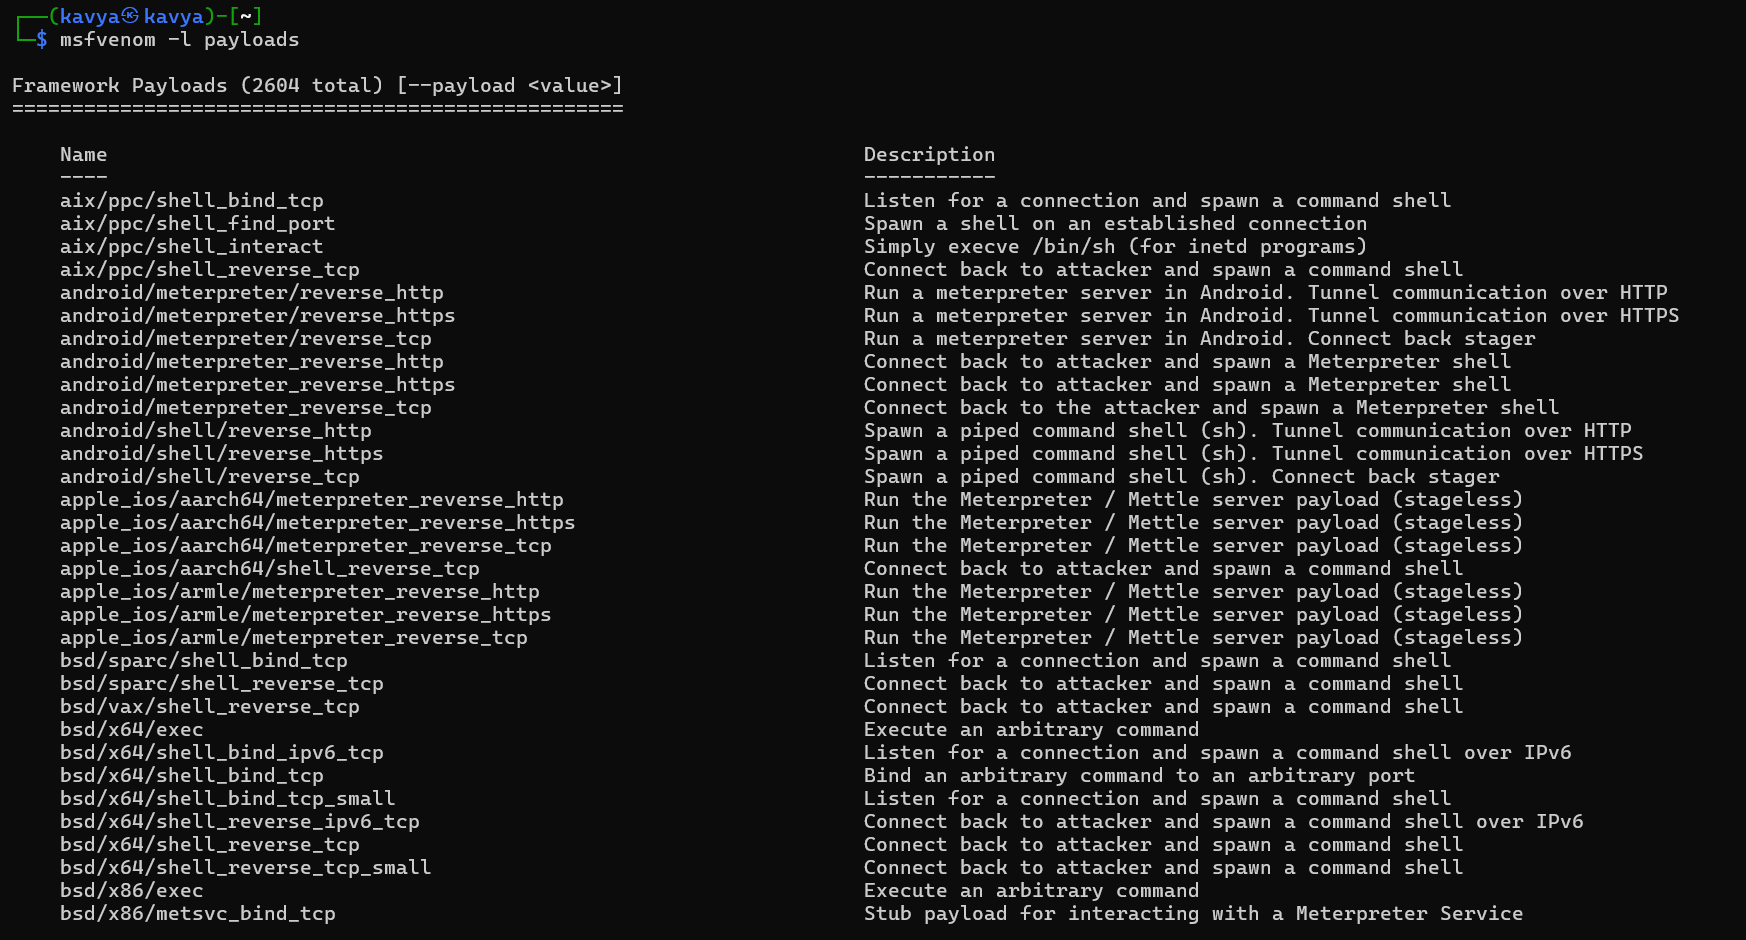 ┌──(kavya㉿kavya)-[~]
└─$ msfvenom -l payloads
Framework Payloads (2604 total) [--payload <value>]
===================================================
Name Description
---- -----------
aix/ppc/shell_bind_tcp Listen for a connection and spawn a command shell
aix/ppc/shell_find_port Spawn a shell on an established connection
aix/ppc/shell_interact Simply execve /bin/sh (for inetd programs)
aix/ppc/shell_reverse_tcp Connect back to attacker and spawn a command shell
android/meterpreter/reverse_http Run a meterpreter server in Android. Tunnel communication over HTTP
android/meterpreter/reverse_https Run a meterpreter server in Android. Tunnel communication over HTTPS
android/meterpreter/reverse_tcp Run a meterpreter server in Android. Connect back stager
android/meterpreter_reverse_http Connect back to attacker and spawn a Meterpreter shell
android/meterpreter_reverse_https Connect back to attacker and spawn a Meterpreter shell
android/meterpreter_reverse_tcp Connect back to the attacker and spawn a Meterpreter shell
android/shell/reverse_http Spawn a piped command shell (sh). Tunnel communication over HTTP
android/shell/reverse_https Spawn a piped command shell (sh). Tunnel communication over HTTPS
android/shell/reverse_tcp Spawn a piped command shell (sh). Connect back stager
apple_ios/aarch64/meterpreter_reverse_http Run the Meterpreter / Mettle server payload (stageless)
apple_ios/aarch64/meterpreter_reverse_https Run the Meterpreter / Mettle server payload (stageless)
apple_ios/aarch64/meterpreter_reverse_tcp Run the Meterpreter / Mettle server payload (stageless)
apple_ios/aarch64/shell_reverse_tcp Connect back to attacker and spawn a command shell
apple_ios/armle/meterpreter_reverse_http Run the Meterpreter / Mettle server payload (stageless)
apple_ios/armle/meterpreter_reverse_https Run the Meterpreter / Mettle server payload (stageless)
apple_ios/armle/meterpreter_reverse_tcp Run the Meterpreter / Mettle server payload (stageless)
bsd/sparc/shell_bind_tcp Listen for a connection and spawn a command shell
bsd/sparc/shell_reverse_tcp Connect back to attacker and spawn a command shell
bsd/vax/shell_reverse_tcp Connect back to attacker and spawn a command shell
bsd/x64/exec Execute an arbitrary command
bsd/x64/shell_bind_ipv6_tcp Listen for a connection and spawn a command shell over IPv6
bsd/x64/shell_bind_tcp Bind an arbitrary command to an arbitrary port
bsd/x64/shell_bind_tcp_small Listen for a connection and spawn a command shell
bsd/x64/shell_reverse_ipv6_tcp Connect back to attacker and spawn a command shell over IPv6
bsd/x64/shell_reverse_tcp Connect back to attacker and spawn a command shell
bsd/x64/shell_reverse_tcp_small Connect back to attacker and spawn a command shell
bsd/x86/exec Execute an arbitrary command
bsd/x86/metsvc_bind_tcp Stub payload for interacting with a Meterpreter Service